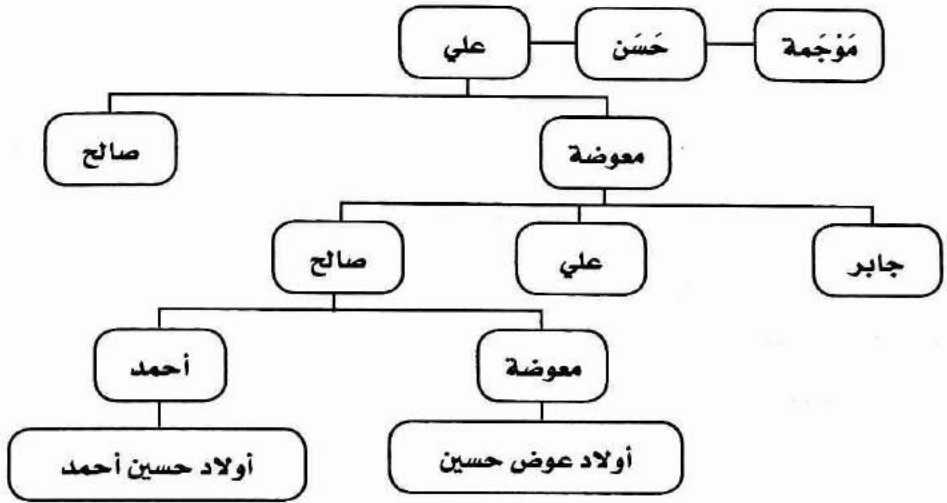 مَوْجَمة
حَسَن
علي
معوضة
صالح
جابر
علي
صالح
معوضة
أحمد
أولاد عوض حسين
أولاد حسين أحمد